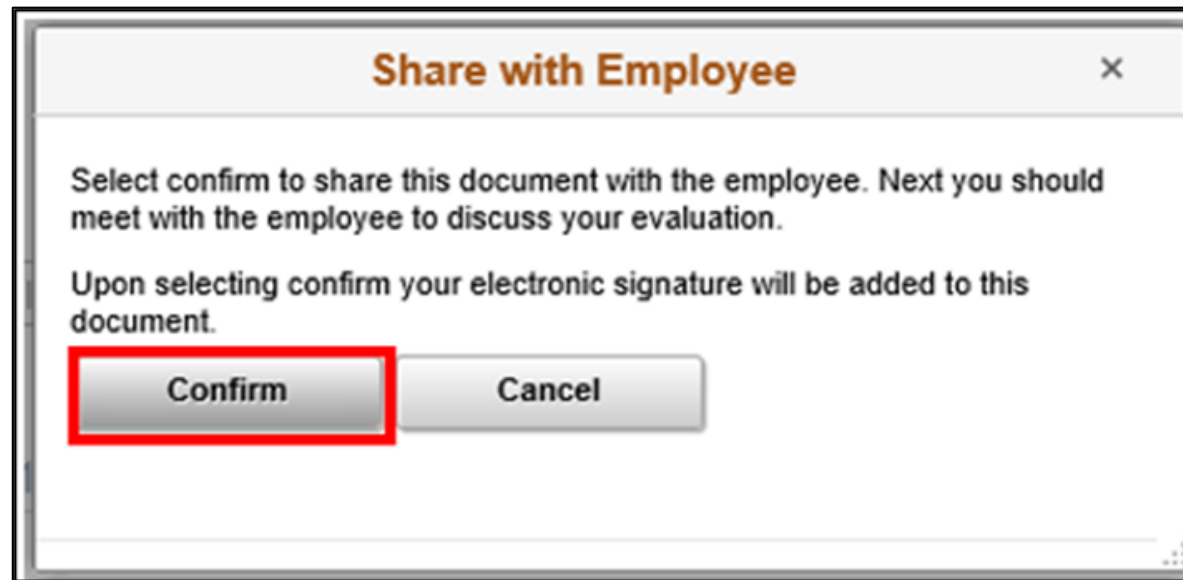 Share with Employee
Select confirm to share this document with the employee. Next you should
meet with the employee to discuss your evaluation.
Upon selecting confirm your electronic signature will be added to this
document.
Confirm Cancel